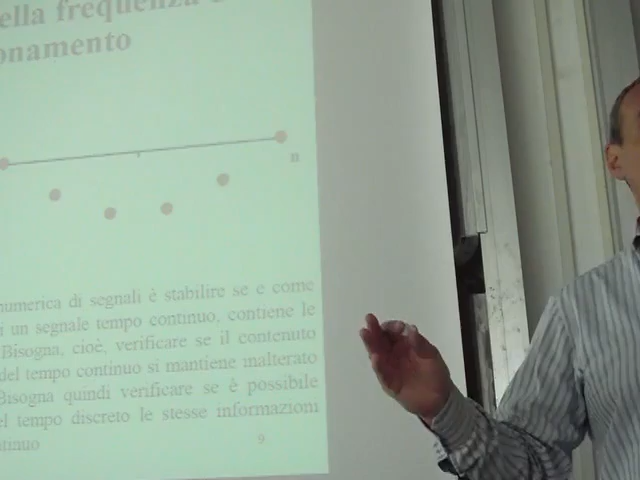 ella frequenza
onamento
n
numerica di segnali è stabilire se e come
i un segnale tempo continuo, contiene le
Bisogna, cioè, verificare se il contenuto
del tempo continuo si mantiene inalterato
Bisogna quindi verificare se è possibile
el tempo discreto le stesse informazioni
tinuo
9